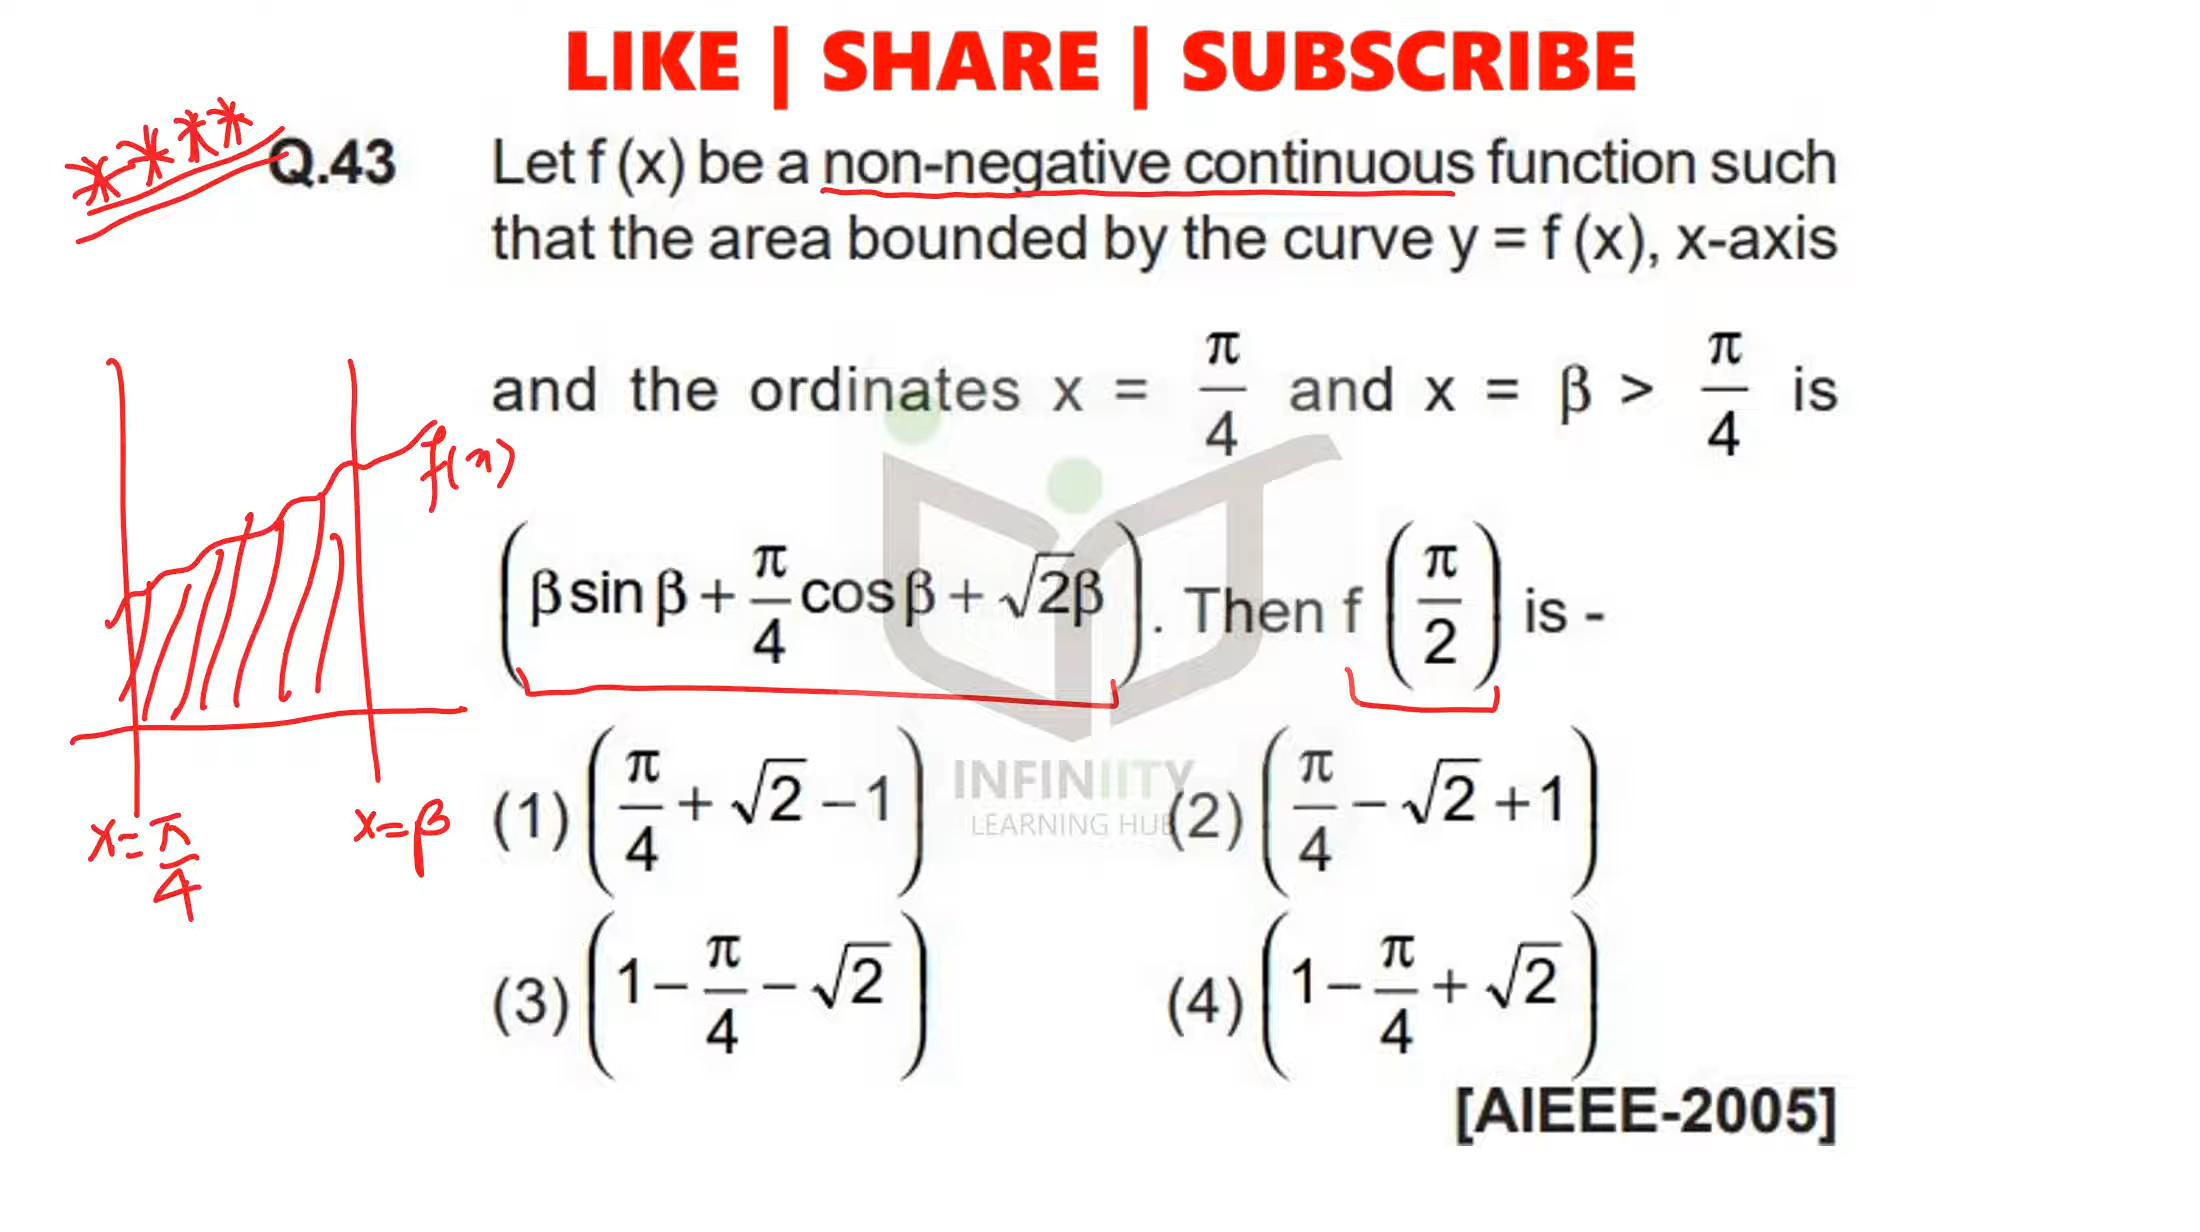 LIKE | SHARE | SUBSCRIBE
Q.43 Let f (x) be a non-negative continuous function such
that the area bounded by the curve y = f (x), x-axis
and the ordinates x = π/4 and x = β > π/4 is
(β sin β + π/4 cos β + √2β). Then f (π/2) is -
(1) (π/4 + √2 − 1) (2) (π/4 − √2 + 1)
(3) (1 − π/4 − √2) (4) (1 − π/4 + √2)
[AIEEE-2005]
f(x)
x=π/4
x=β
INFINIITY
LEARNING HUB